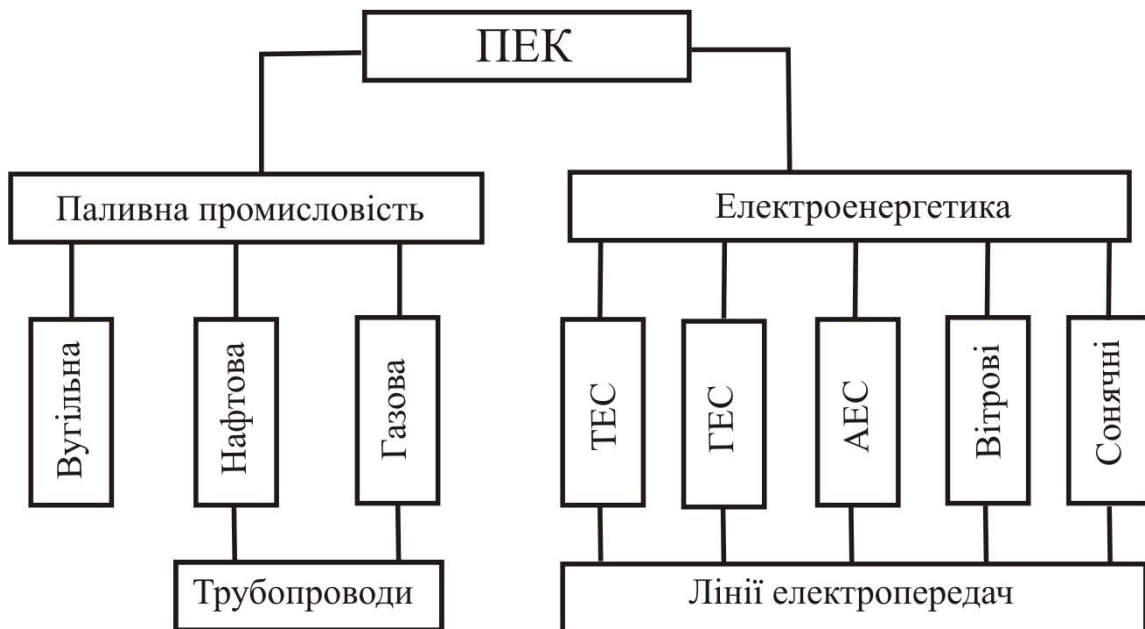 ПЕК
Паливна промисловість
Електроенергетика
Вугільна
Нафтова
Газова
ТЕС
ГЕС
АЕС
Вітрові
Сонячні
Трубопроводи
Лінії електропередач